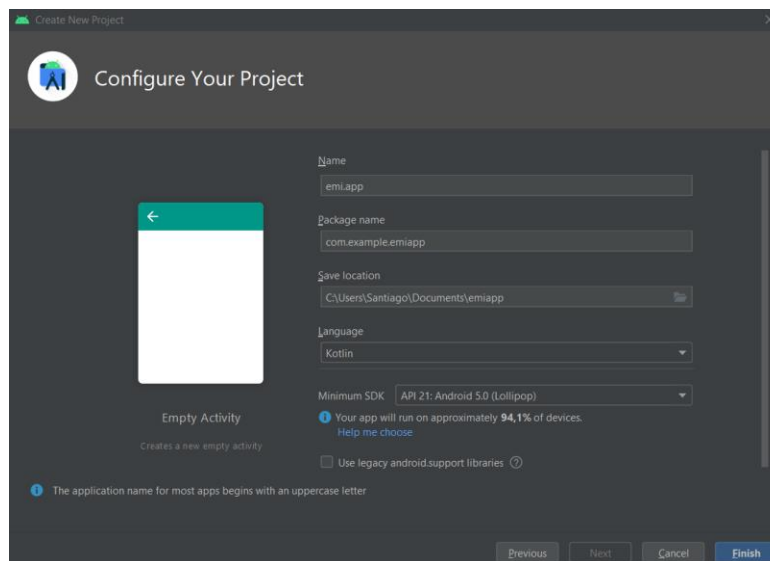 Create New Project
Configure Your Project
Name
emi.app
Package name
com.example.emiapp
Save location
C:\Users\Santiago\Documents\emiapp
Language
Kotlin
Minimum SDK API 21: Android 5.0 (Lollipop)
Your app will run on approximately 94,1% of devices.
Help me choose
Use legacy android.support libraries
Empty Activity
Creates a new empty activity
The application name for most apps begins with an uppercase letter
Previous Next Cancel Finish